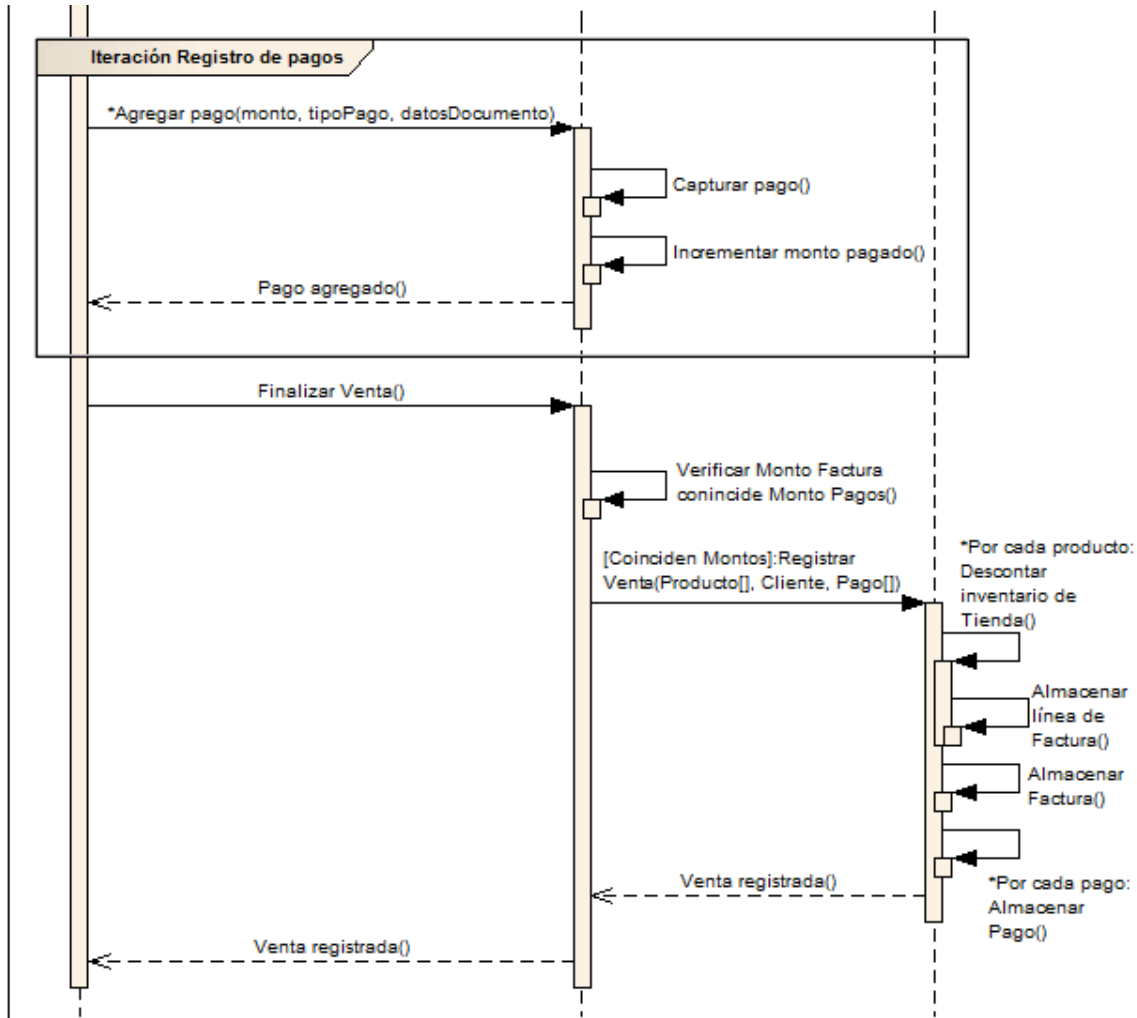 Iteración Registro de pagos
*Agregar pago(monto, tipoPago, datosDocumento)
Capturar pago()
Incrementar monto pagado()
Pago agregado()
Finalizar Venta()
Verificar Monto Factura
conincide Monto Pagos()
[Coinciden Montos]:Registrar
Venta(Producto[], Cliente, Pago[])
*Por cada producto:
Descontar
inventario de
Tienda()
Almacenar
línea de
Factura()
Almacenar
Factura()
*Por cada pago:
Almacenar
Pago()
Venta registrada()
Venta registrada()